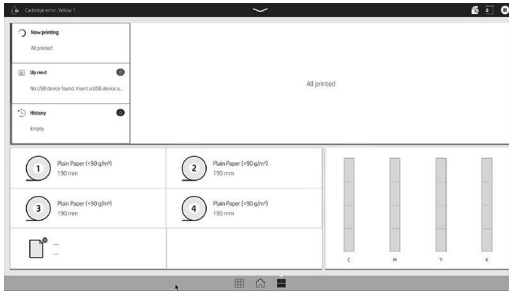 Cartridge error: Yellow 1
Now printing
All printed
Up next
0
No USB device found. Insert a USB device a...
History
0
Empty
All printed
1
Plain Paper (<90 g/m²)
190 mm
2
Plain Paper (<90 g/m²)
190 mm
3
Plain Paper (<90 g/m²)
190 mm
4
Plain Paper (<90 g/m²)
190 mm
--
--
C
M
Y
K